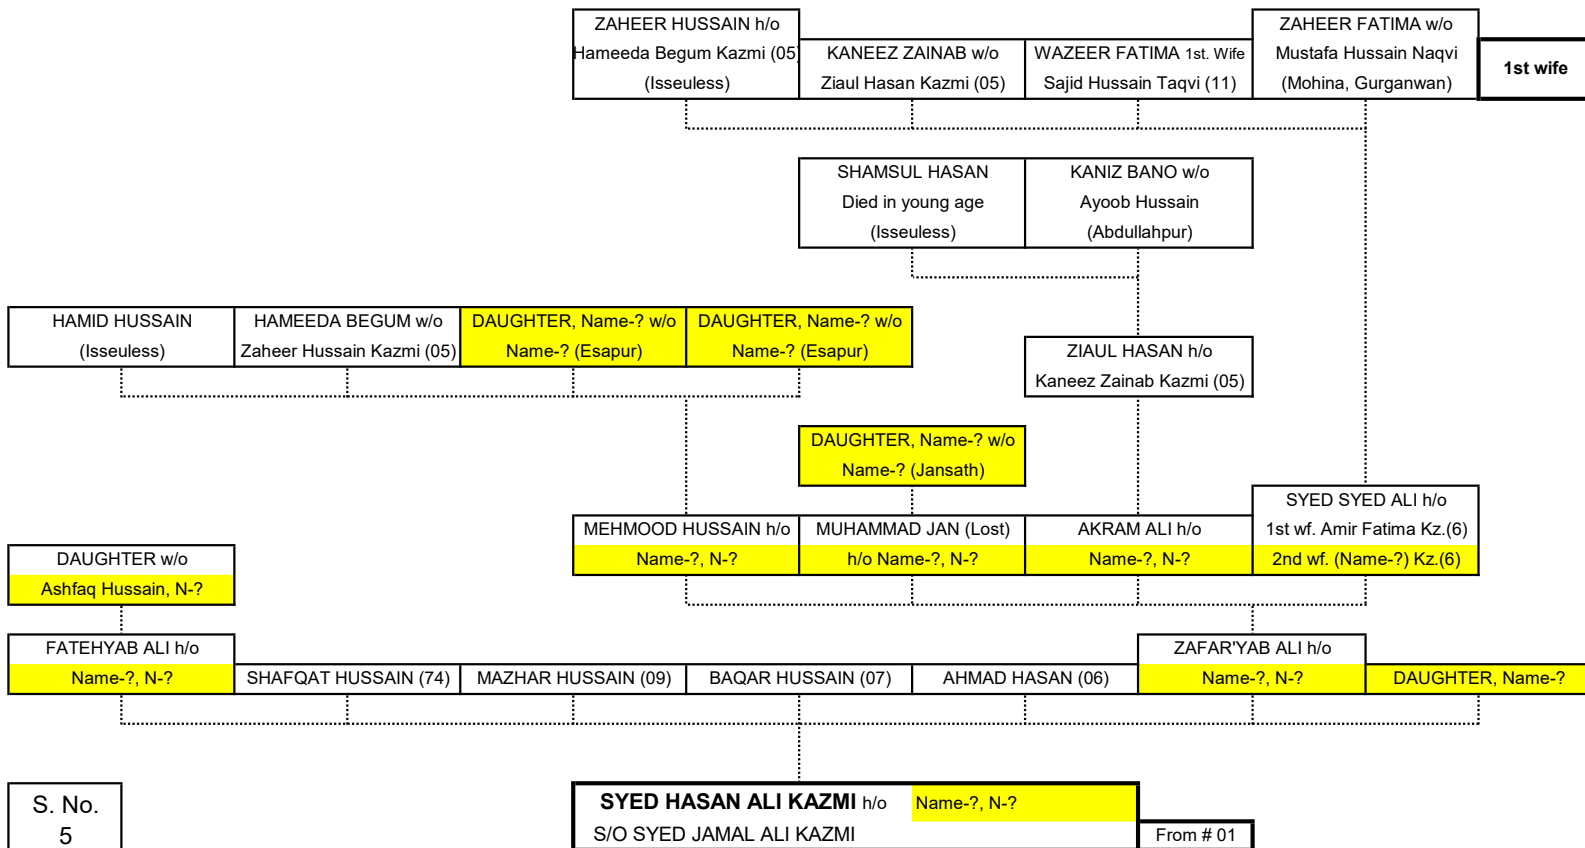 ZAHEER HUSSAIN h/o
Hameeda Begum Kazmi (05)
(Isseuless)
KANEEZ ZAINAB w/o
Ziaul Hasan Kazmi (05)
WAZEER FATIMA 1st. Wife
Sajid Hussain Taqvi (11)
ZAHEER FATIMA w/o
Mustafa Hussain Naqvi
(Mohina, Gurganwan)
1st wife
SHAMSUL HASAN
Died in young age
(Isseuless)
KANIZ BANO w/o
Ayoob Hussain
(Abdullahpur)
HAMID HUSSAIN
(Isseuless)
HAMEEDA BEGUM w/o
Zaheer Hussain Kazmi (05)
DAUGHTER, Name-? w/o
Name-? (Esapur)
DAUGHTER, Name-? w/o
Name-? (Esapur)
ZIAUL HASAN h/o
Kaneez Zainab Kazmi (05)
DAUGHTER, Name-? w/o
Name-? (Jansath)
MEHMOOD HUSSAIN h/o
Name-?, N-?
MUHAMMAD JAN (Lost)
h/o Name-?, N-?
AKRAM ALI h/o
Name-?, N-?
SYED SYED ALI h/o
1st wf. Amir Fatima Kz.(6)
2nd wf. (Name-?) Kz.(6)
DAUGHTER w/o
Ashfaq Hussain, N-?
FATEHYAB ALI h/o
Name-?, N-?
SHAFQAT HUSSAIN (74)
MAZHAR HUSSAIN (09)
BAQAR HUSSAIN (07)
AHMAD HASAN (06)
ZAFAR'YAB ALI h/o
Name-?, N-?
DAUGHTER, Name-?
S. No.
5
SYED HASAN ALI KAZMI h/o Name-?, N-?
S/O SYED JAMAL ALI KAZMI
From # 01